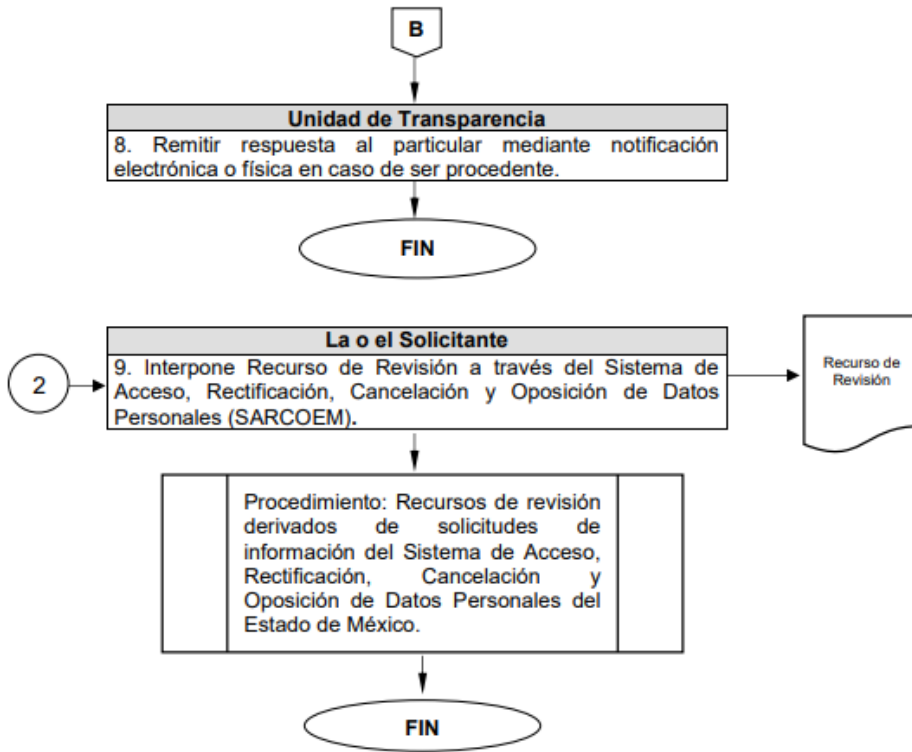 B
Unidad de Transparencia
8. Remitir respuesta al particular mediante notificación
electrónica o física en caso de ser procedente.
FIN
La o el Solicitante
2
9. Interpone Recurso de Revisión a través del Sistema de
Acceso, Rectificación, Cancelación y Oposición de Datos
Personales (SARCOEM).
Recurso de
Revisión
Procedimiento: Recursos de revisión
derivados de solicitudes de
información del Sistema de Acceso,
Rectificación, Cancelación y
Oposición de Datos Personales del
Estado de México.
FIN